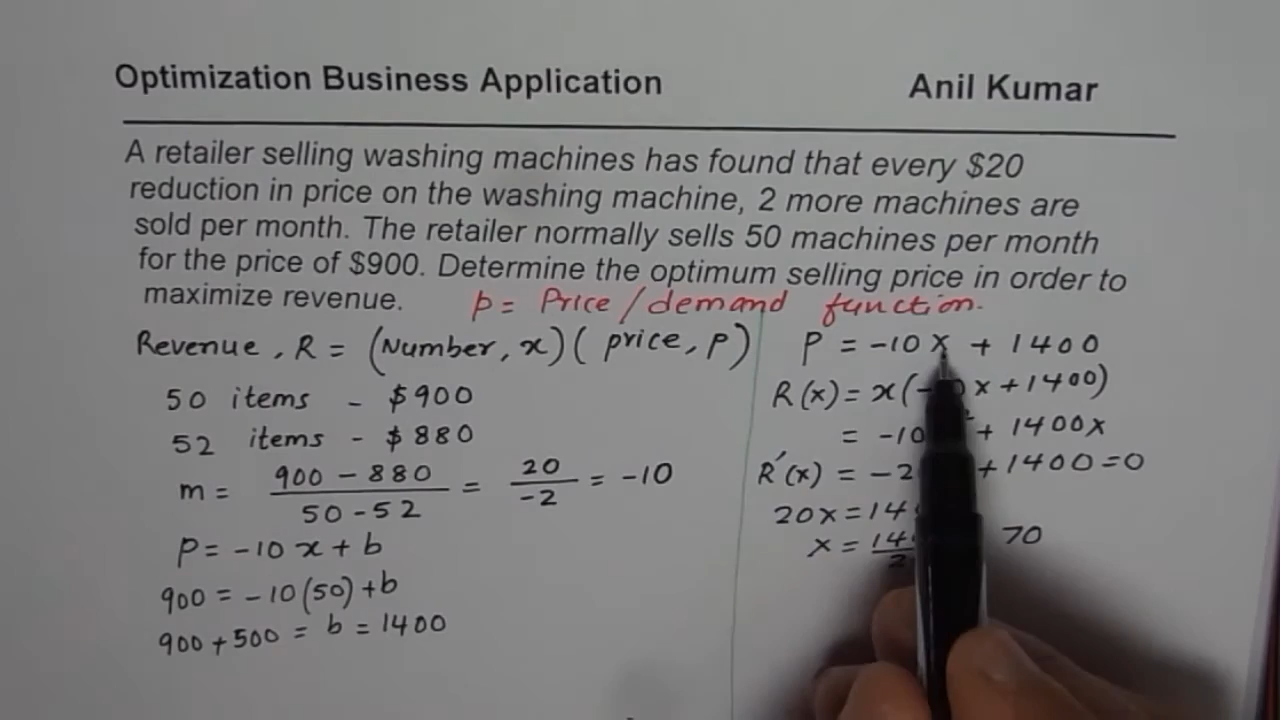 Optimization Business Application Anil Kumar
A retailer selling washing machines has found that every $20
reduction in price on the washing machine, 2 more machines are
sold per month. The retailer normally sells 50 machines per month
for the price of $900. Determine the optimum selling price in order to
maximize revenue. p = Price / demand function.
Revenue, R = (Number, x)( price, p)
50 items - $900
52 items - $880
m = (900 - 880)/(50 - 52) = 20/-2 = -10
p = -10x + b
900 = -10(50) + b
900 + 500 = b = 1400
P = -10x + 1400
R(x) = x( x + 1400)
= -10 + 1400x
R'(x) = -2 + 1400 = 0
20x = 14
x = 14 70